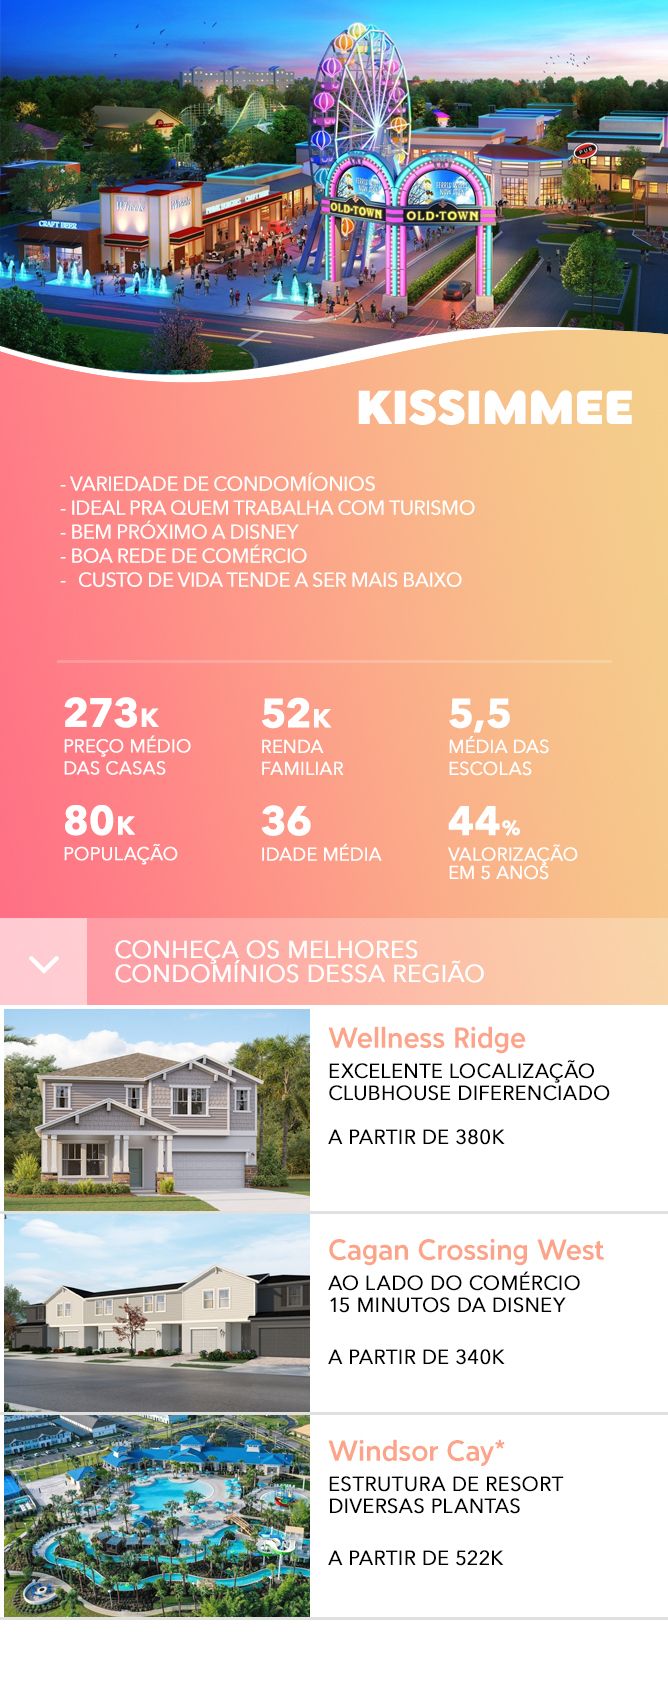 CRAFT BEER
PUB
OLD-TOWN
OLD-TOWN
KISSIMMEE
- VARIEDADE DE CONDOMÍONIOS
- IDEAL PRA QUEM TRABALHA COM TURISMO
- BEM PRÓXIMO A DISNEY
- BOA REDE DE COMÉRCIO
- CUSTO DE VIDA TENDE A SER MAIS BAIXO
273K
PREÇO MÉDIO
DAS CASAS
52K
RENDA
FAMILIAR
5,5
MÉDIA DAS
ESCOLAS
80K
POPULAÇÃO
36
IDADE MÉDIA
44%
VALORIZAÇÃO
EM 5 ANOS
CONHEÇA OS MELHORES
CONDOMÍNIOS DESSA REGIÃO
Wellness Ridge
EXCELENTE LOCALIZAÇÃO
CLUBHOUSE DIFERENCIADO
A PARTIR DE 380K
Cagan Crossing West
AO LADO DO COMÉRCIO
15 MINUTOS DA DISNEY
A PARTIR DE 340K
Windsor Cay*
ESTRUTURA DE RESORT
DIVERSAS PLANTAS
A PARTIR DE 522K